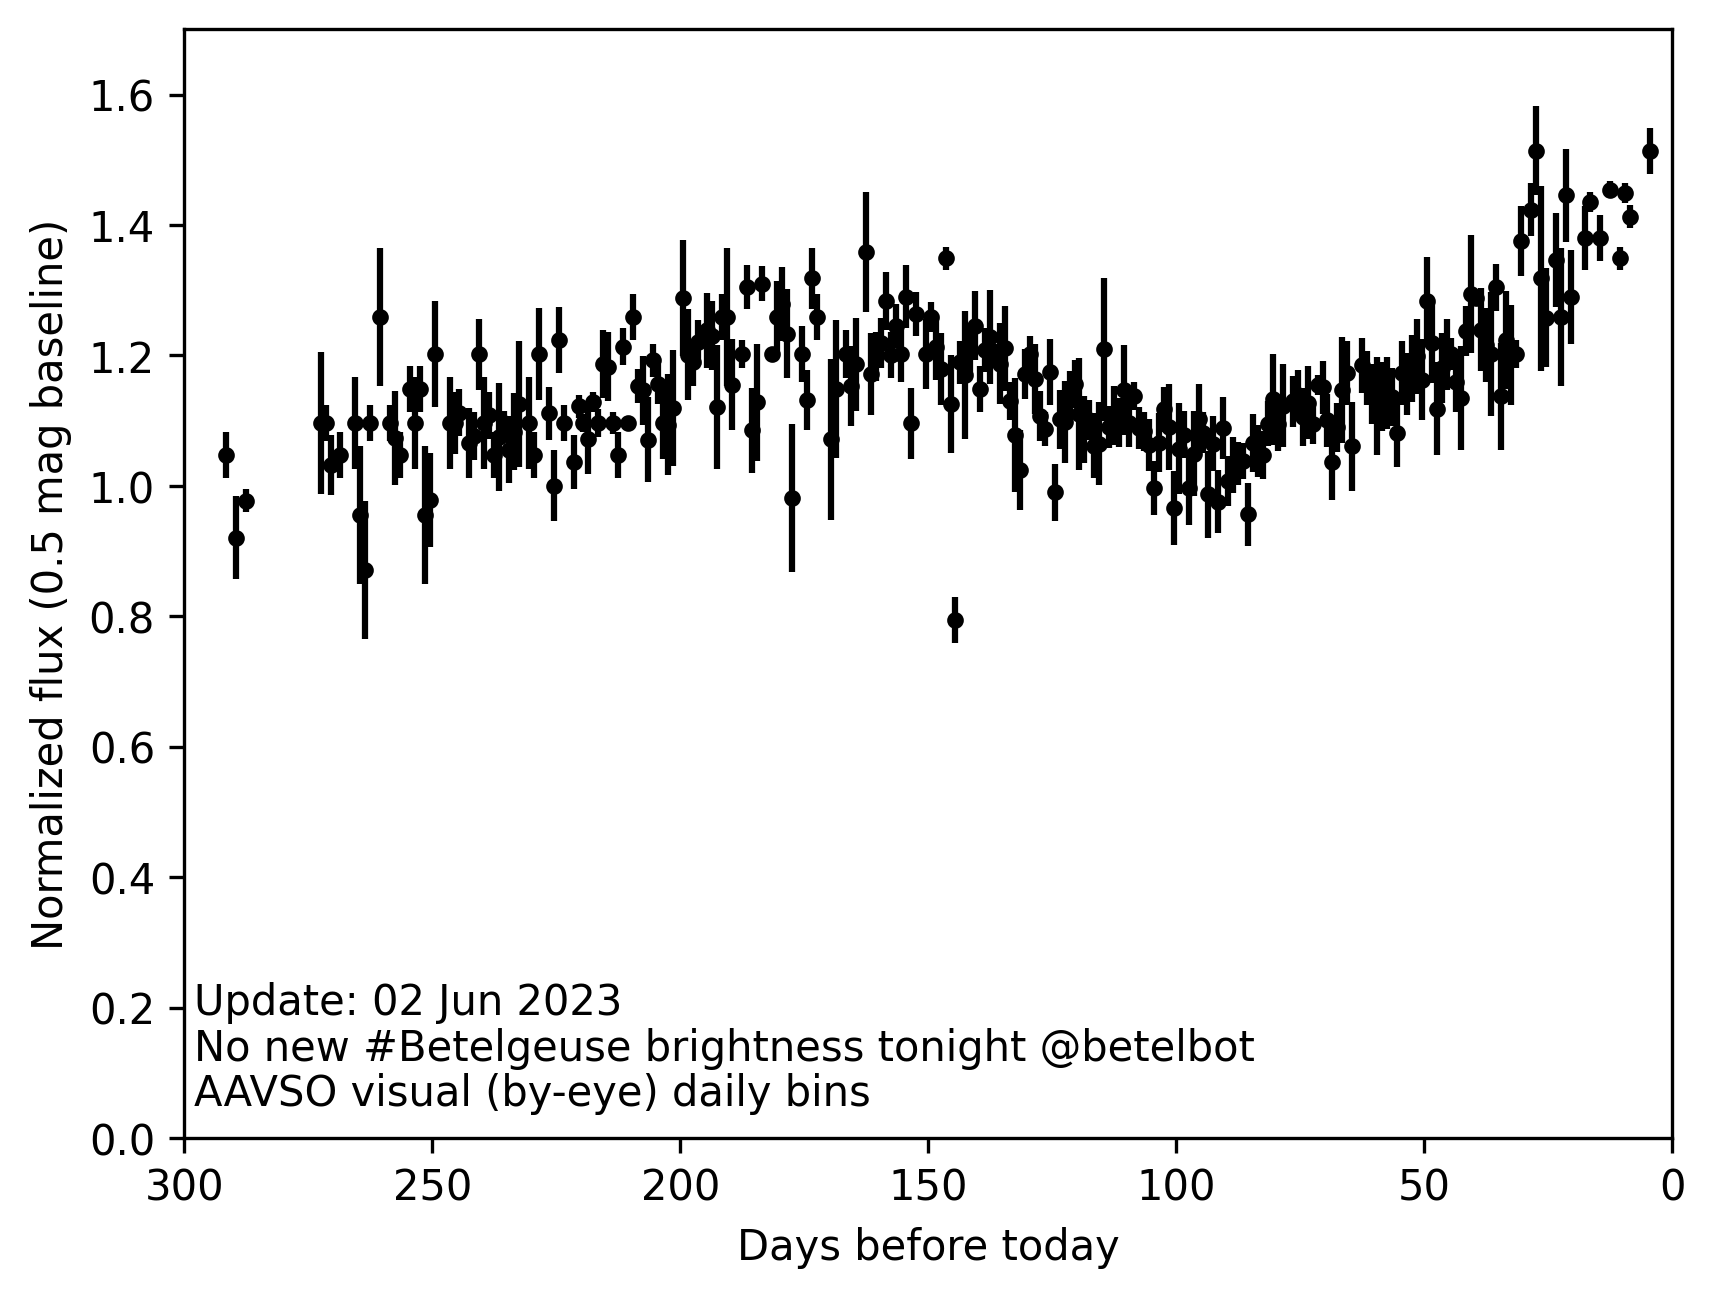 1.6
1.4
1.2
1.0
0.8
0.6
0.4
0.2
0.0
Normalized flux (0.5 mag baseline)
Update: 02 Jun 2023
No new #Betelgeuse brightness tonight @betelbot
AAVSO visual (by-eye) daily bins
300 250 200 150 100 50 0
Days before today